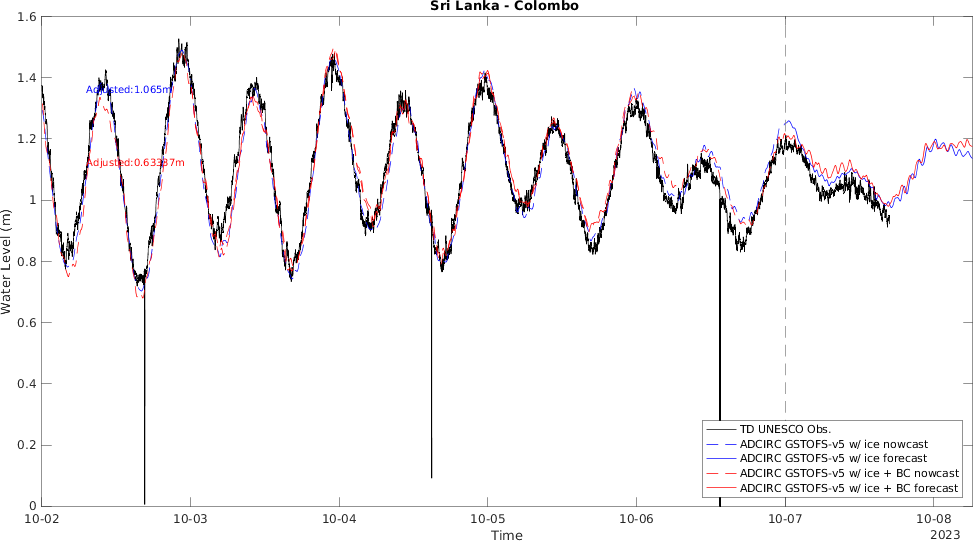 Sri Lanka - Colombo
1.6
1.4
1.2
1
0.8
0.6
0.4
0.2
0
Water Level (m)
Adjusted:1.065m
Adjusted:0.63337m
TD UNESCO Obs.
ADCIRC GSTOFS-v5 w/ ice nowcast
ADCIRC GSTOFS-v5 w/ ice forecast
ADCIRC GSTOFS-v5 w/ ice + BC nowcast
ADCIRC GSTOFS-v5 w/ ice + BC forecast
10-02 10-03 10-04 10-05 10-06 10-07 10-08
Time
2023